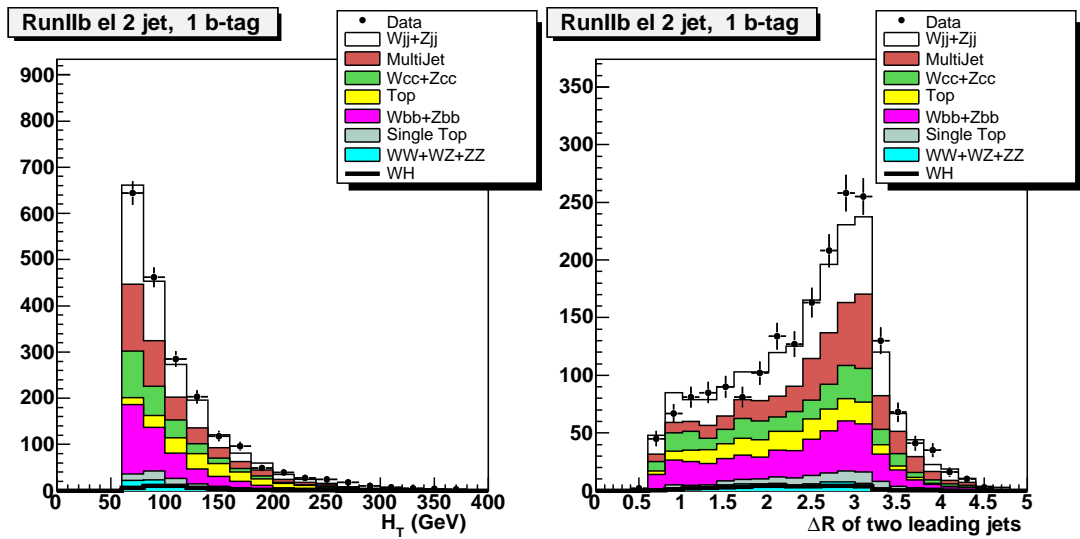 RunIIb el 2 jet, 1 b-tag
Data
Wjj+Zjj
MultiJet
Wcc+Zcc
Top
Wbb+Zbb
Single Top
WW+WZ+ZZ
WH
900
800
700
600
500
400
300
200
100
0
0 50 100 150 200 250 300 350 400
H_T (GeV)
RunIIb el 2 jet, 1 b-tag
Data
Wjj+Zjj
MultiJet
Wcc+Zcc
Top
Wbb+Zbb
Single Top
WW+WZ+ZZ
WH
350
300
250
200
150
100
50
0
0 0.5 1 1.5 2 2.5 3 3.5 4 4.5 5
ΔR of two leading jets